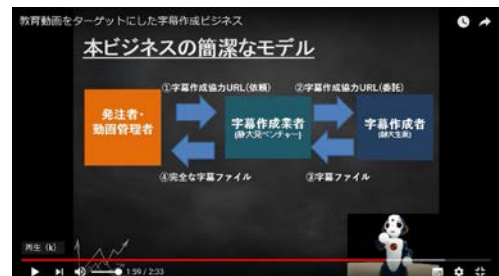 教育動画をターゲットにした字幕作成ビジネス
本ビジネスの簡潔なモデル
①字幕作成協力URL(依頼)
②字幕作成協力URL(委託)
発注者・
動画管理者
字幕作成業者
(静大発ベンチャー)
字幕作成者
④完全な字幕ファイル
③字幕ファイル
再生 (k)
1:59 / 2:33